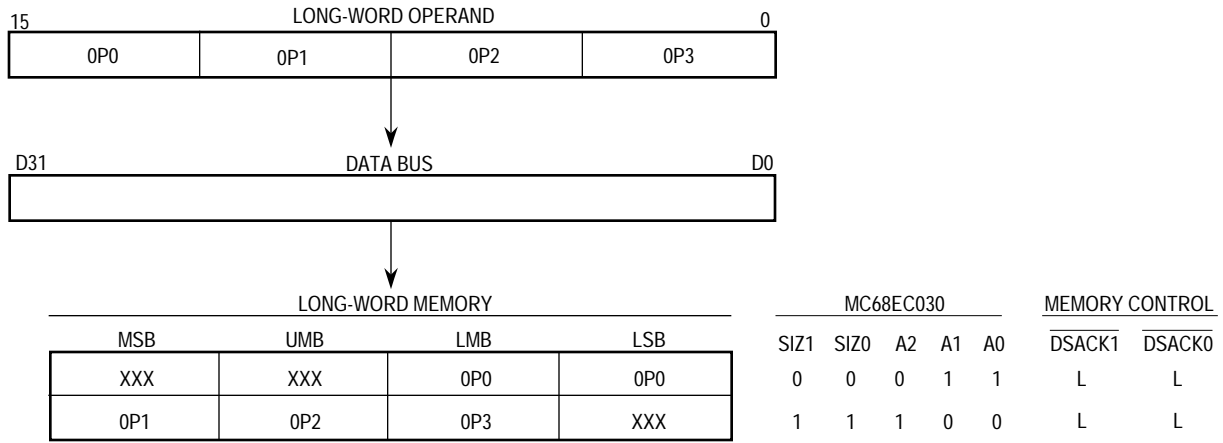 LONG-WORD OPERAND
15 0
0P0 0P1 0P2 0P3
D31 DATA BUS D0
LONG-WORD MEMORY MC68EC030 MEMORY CONTROL
MSB UMB LMB LSB SIZ1 SIZ0 A2 A1 A0 DSACK1 DSACK0
XXX XXX 0P0 0P0 0 0 0 1 1 L L
0P1 0P2 0P3 XXX 1 1 1 0 0 L L